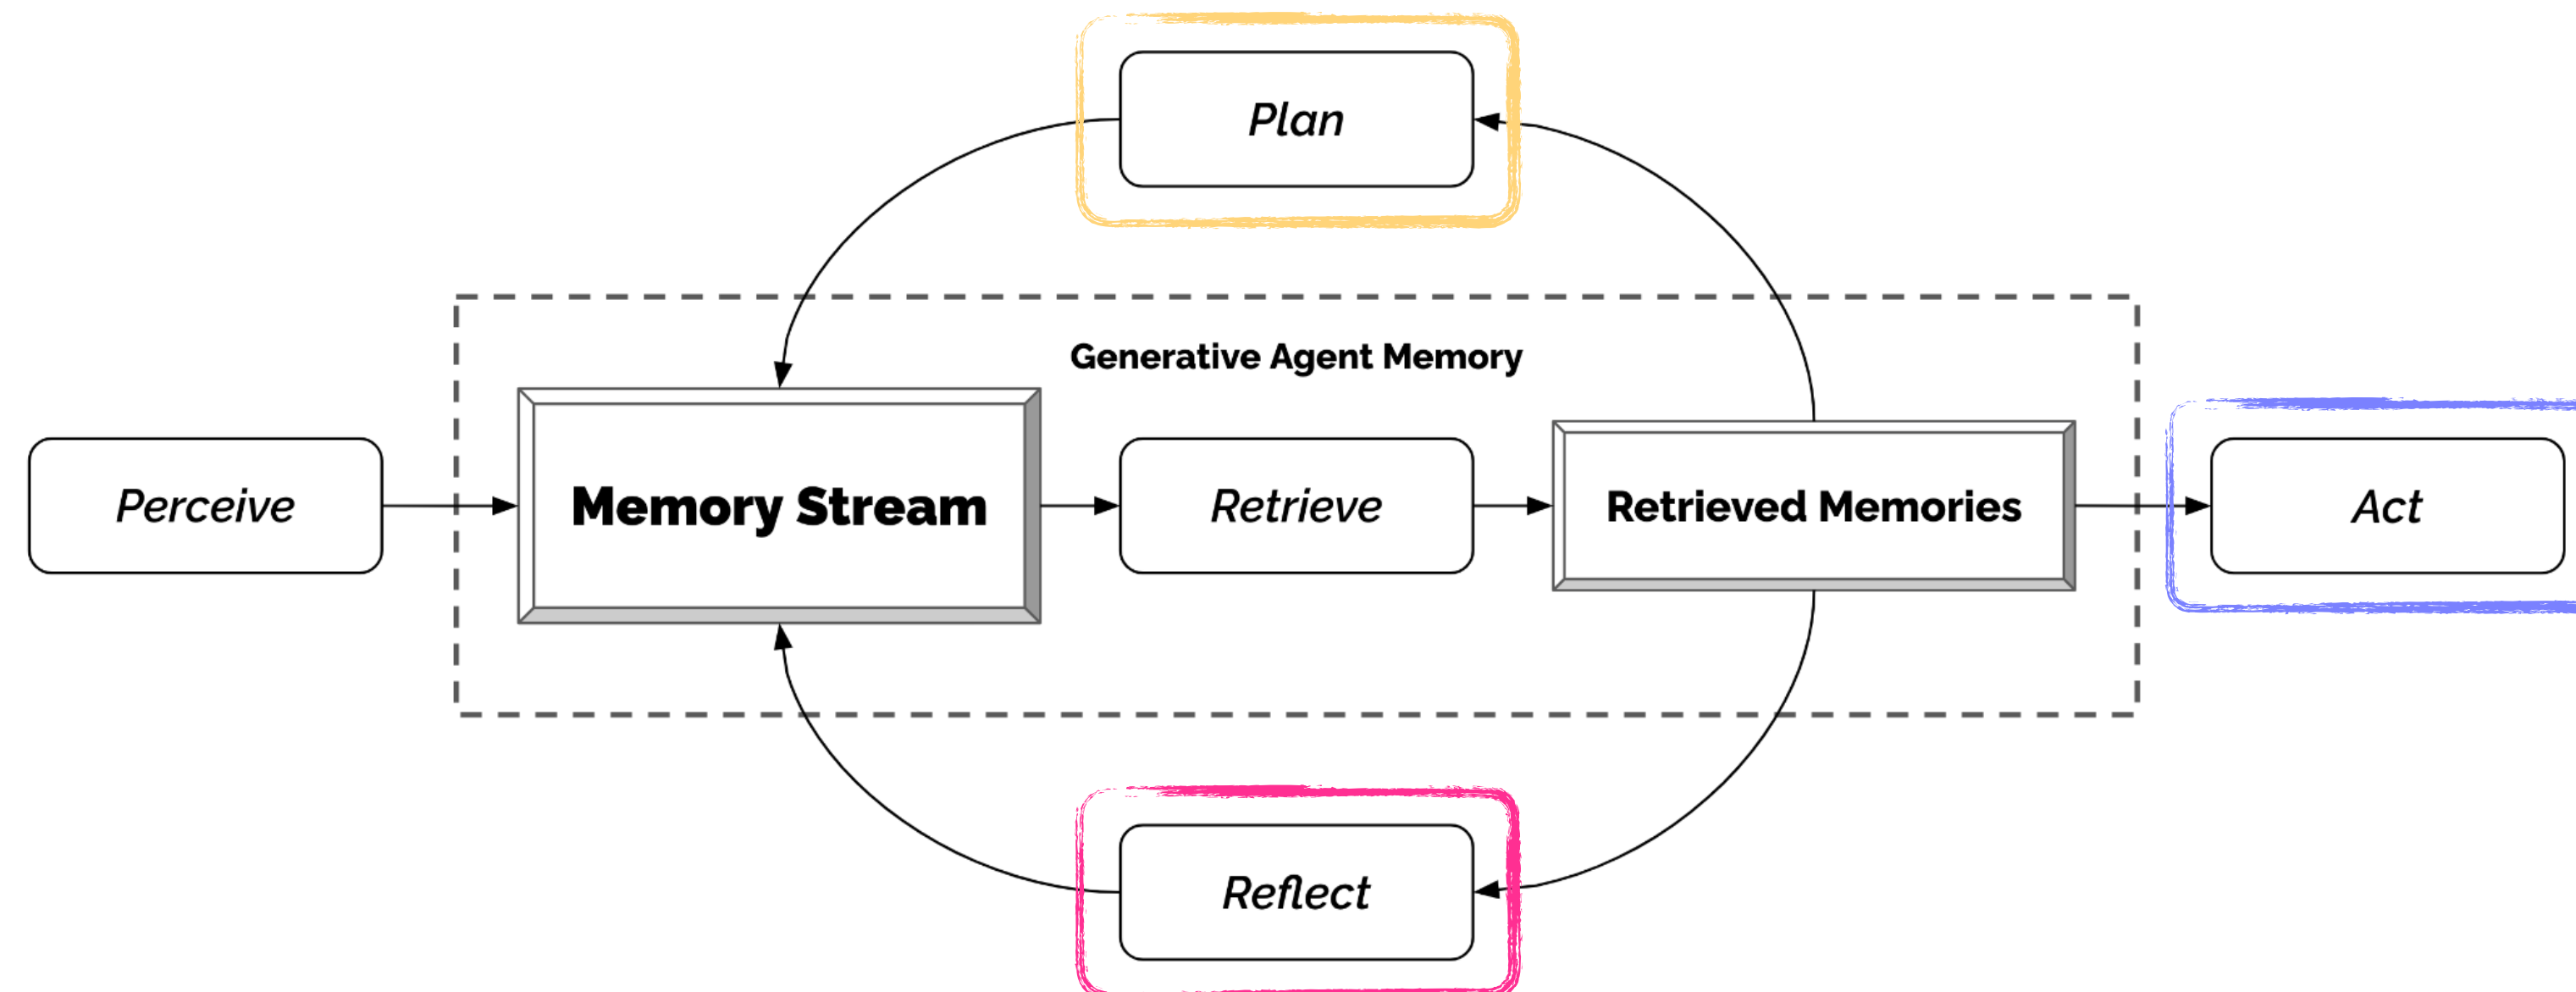 Plan
Generative Agent Memory
Perceive
Memory Stream
Retrieve
Retrieved Memories
Act
Reflect